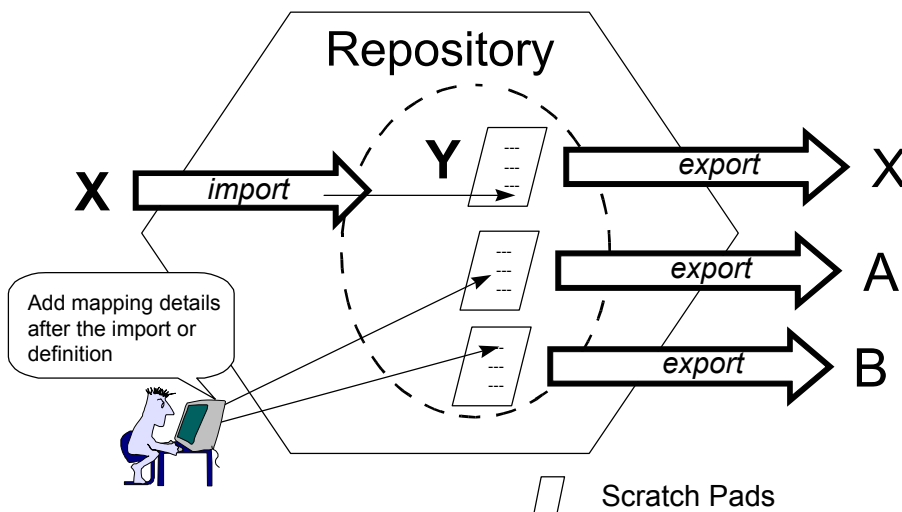 Repository
Y
---
---
---
export
X
X
import
---
---
---
export
A
Add mapping details
after the import or
definition
---
---
---
export
B
Scratch Pads